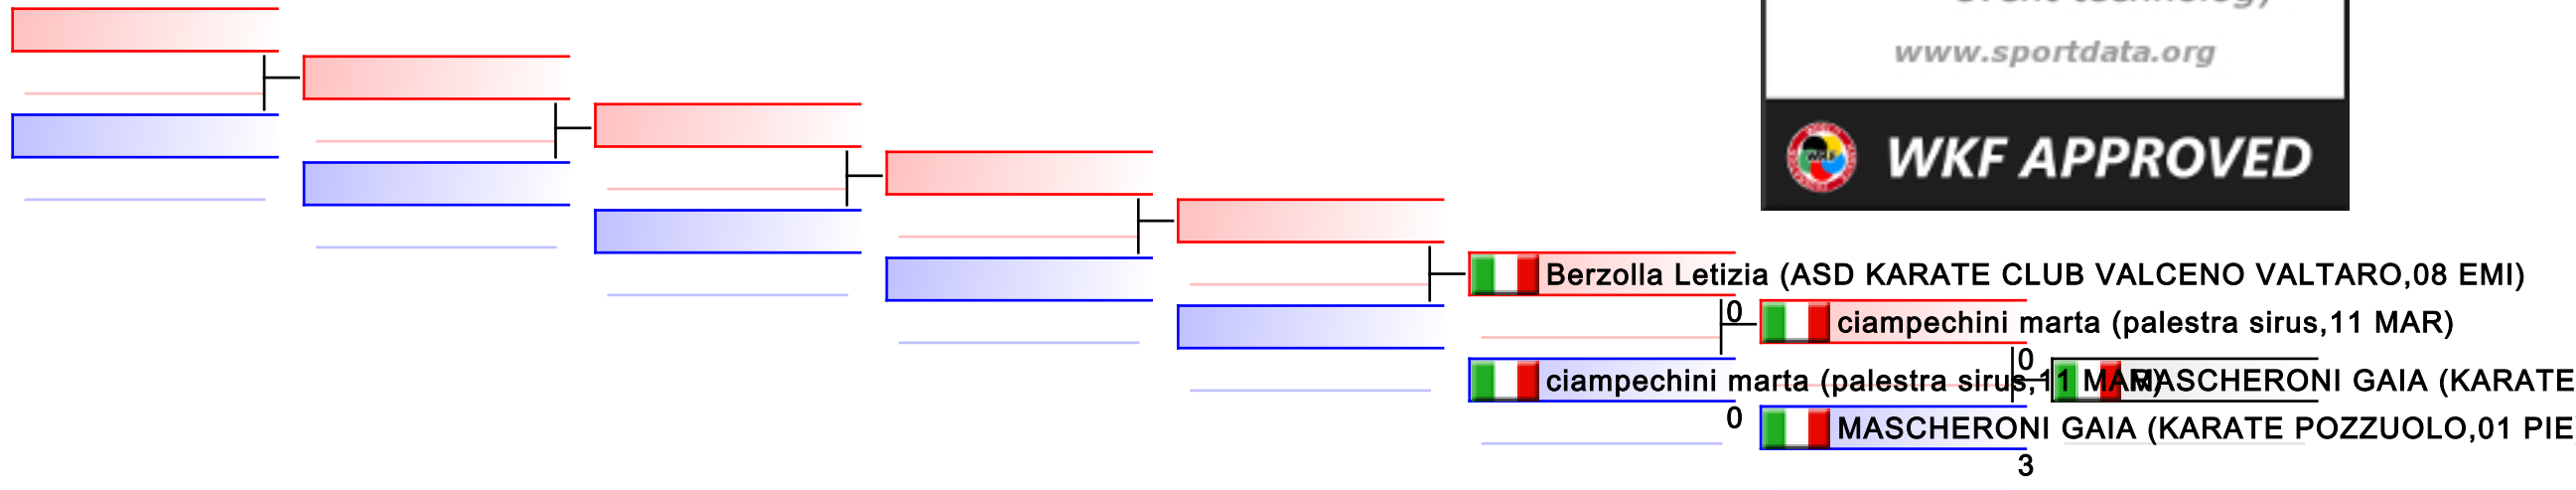 event technology
www.sportdata.org
WKF APPROVED
Berzolla Letizia (ASD KARATE CLUB VALCENO VALTARO,08 EMI)
0
ciampechini marta (palestra sirus,11 MAR)
0
ciampechini marta (palestra sirus,11 MAR)
MASCHERONI GAIA (KARATE
0
MASCHERONI GAIA (KARATE POZZUOLO,01 PIE
3